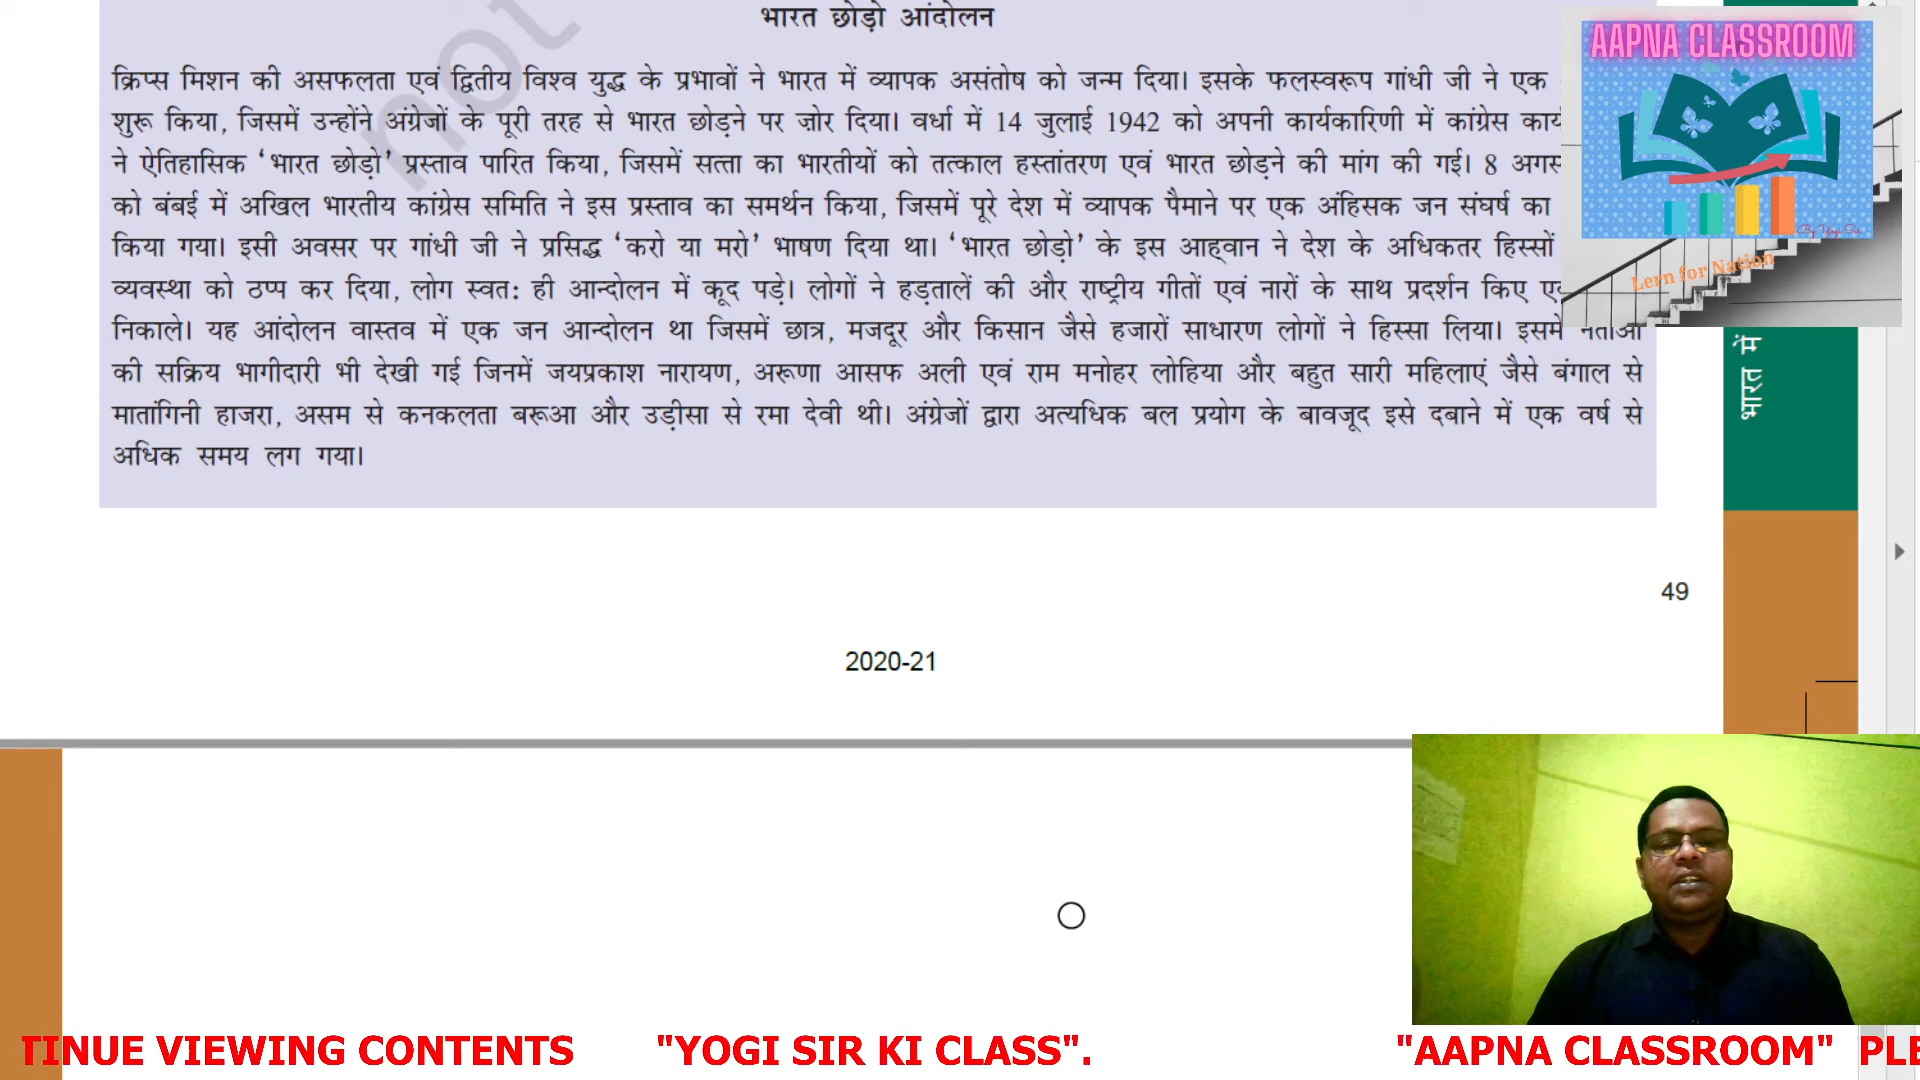 भारत छोड़ो आंदोलन
क्रिप्स मिशन की असफलता एवं द्वितीय विश्व युद्ध के प्रभावों ने भारत में व्यापक असंतोष को जन्म दिया। इसके फलस्वरूप गांधी जी ने एक
शुरू किया, जिसमें उन्होंने अंग्रेजों के पूरी तरह से भारत छोड़ने पर ज़ोर दिया। वर्धा में 14 जुलाई 1942 को अपनी कार्यकारिणी में कांग्रेस
ने ऐतिहासिक ‘भारत छोड़ो’ प्रस्ताव पारित किया, जिसमें सत्ता का भारतीयों को तत्काल हस्तांतरण एवं भारत छोड़ने की मांग की गई। 8
को बंबई में अखिल भारतीय कांग्रेस समिति ने इस प्रस्ताव का समर्थन किया, जिसमें पूरे देश में व्यापक पैमाने पर एक अंहिसक जन संघर्ष का
किया गया। इसी अवसर पर गांधी जी ने प्रसिद्ध ‘करो या मरो’ भाषण दिया था। ‘भारत छोड़ो’ के इस आह्वान ने देश के अधिकतर हिस्सों
व्यवस्था को ठप्प कर दिया, लोग स्वतः ही आन्दोलन में कूद पड़े। लोगों ने हड़तालें की और राष्ट्रीय गीतों एवं नारों के साथ प्रदर्शन किए
निकाले। यह आंदोलन वास्तव में एक जन आन्दोलन था जिसमें छात्र, मजदूर और किसान जैसे हजारों साधारण लोगों ने हिस्सा लिया। इसमें नेताओं
की सक्रिय भागीदारी भी देखी गई जिनमें जयप्रकाश नारायण, अरूणा आसफ अली एवं राम मनोहर लोहिया और बहुत सारी महिलाएं जैसे बंगाल से
मातांगिनी हाजरा, असम से कनकलता बरूआ और उड़ीसा से रमा देवी थी। अंग्रेजों द्वारा अत्यधिक बल प्रयोग के बावजूद इसे दबाने में एक वर्ष से
अधिक समय लग गया।
not
AAPNA CLASSROOM
By Yogi Sir
Lern for Nation
भारत में
49
2020-21
TINUE VIEWING CONTENTS "YOGI SIR KI CLASS". "AAPNA CLASSROOM" PLE